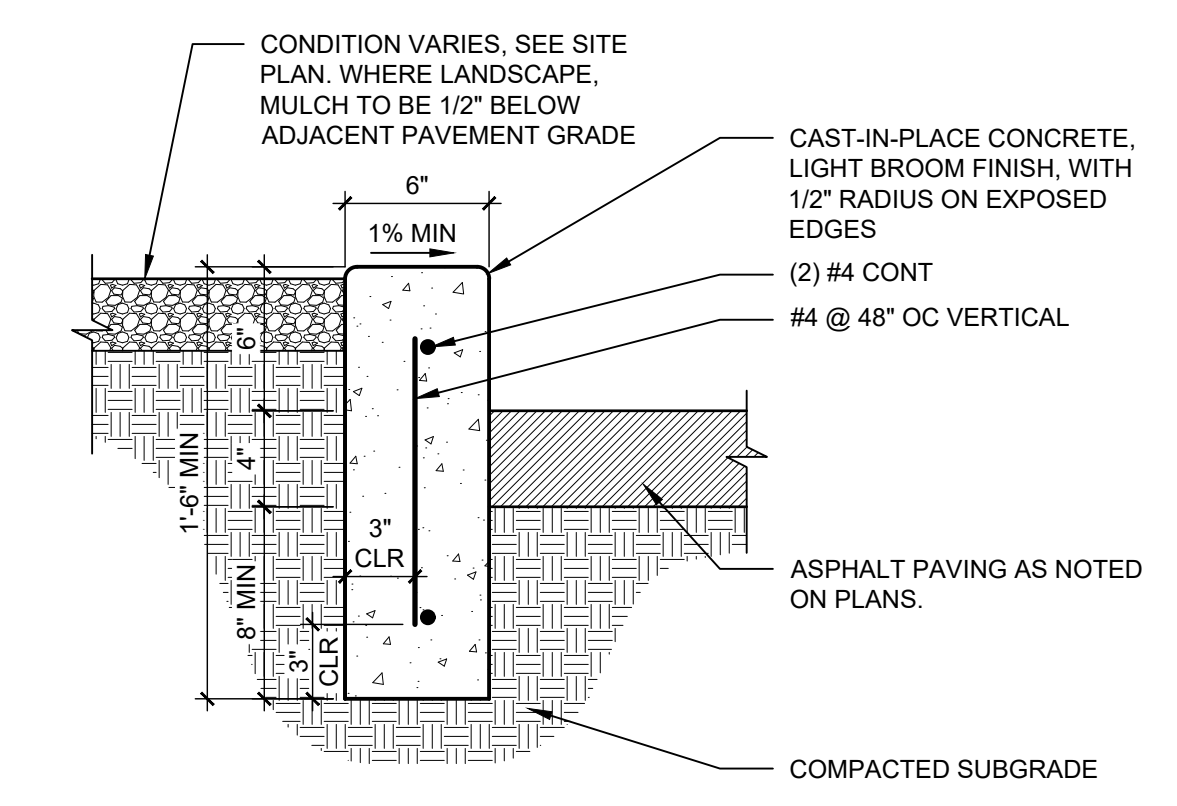 CONDITION VARIES, SEE SITE
PLAN. WHERE LANDSCAPE,
MULCH TO BE 1/2" BELOW
ADJACENT PAVEMENT GRADE
CAST-IN-PLACE CONCRETE,
LIGHT BROOM FINISH, WITH
1/2" RADIUS ON EXPOSED
EDGES
6"
1% MIN
(2) #4 CONT
#4 @ 48" OC VERTICAL
6"
4"
1'-6" MIN
8" MIN
3"
CLR
3"
CLR
ASPHALT PAVING AS NOTED
ON PLANS.
COMPACTED SUBGRADE